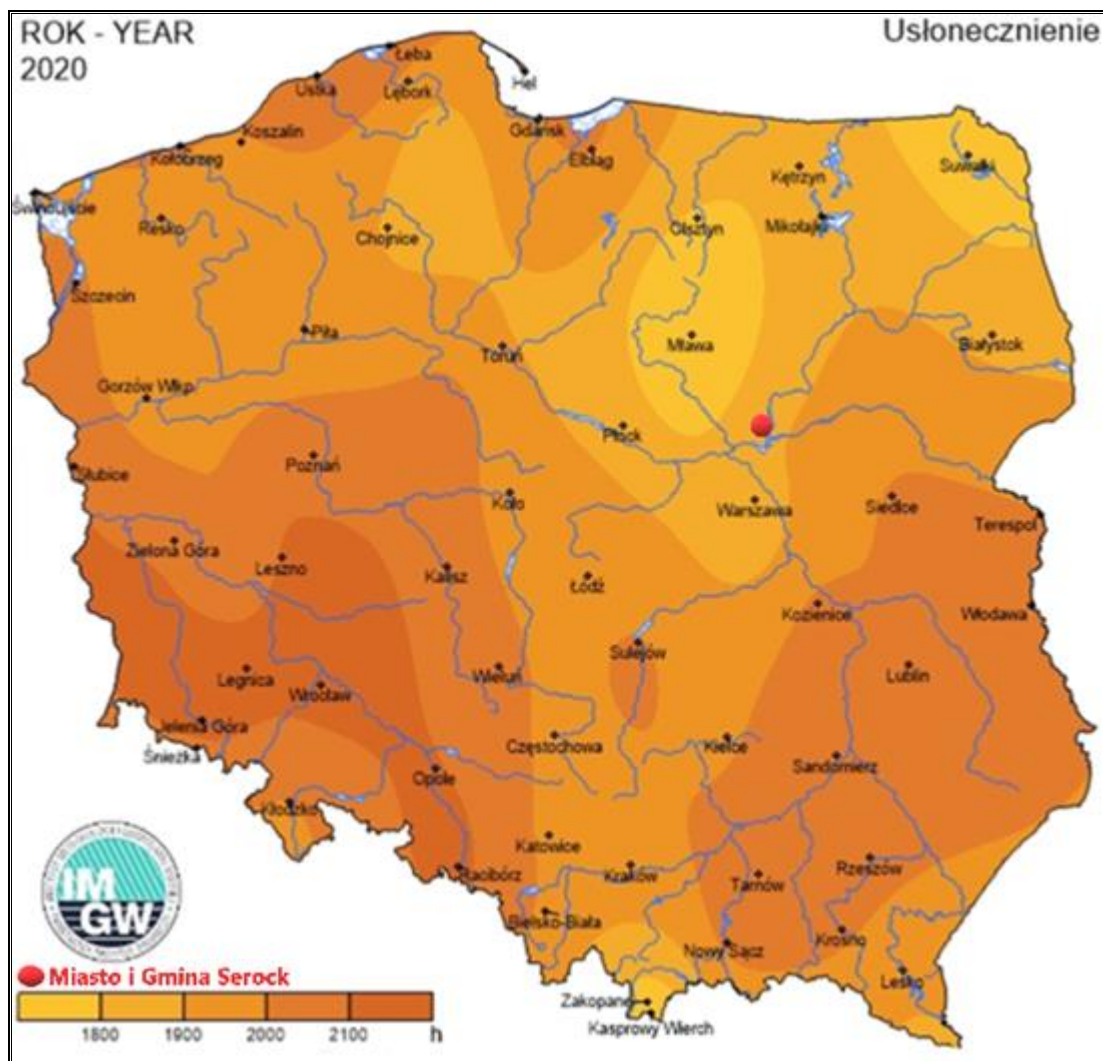 ROK - YEAR
2020
Usłonecznienie
Łeba
Ustka
Lębork
Hel
Gdańsk
Koszalin
Kołobrzeg
Elbląg
Suwałki
Kętrzyn
Świnoujście
Resko
Chojnice
Olsztyn
Mikołajki
Szczecin
Piła
Toruń
Mława
Białystok
Gorzów Wlkp
Płock
Słubice
Poznań
Koło
Warszawa
Siedlce
Terespol
Zielona Góra
Leszno
Kalisz
Łódź
Kozienice
Włodawa
Sulejów
Legnica
Wrocław
Wieluń
Lublin
Jelenia Góra
Śnieżka
Częstochowa
Kielce
Sandomierz
Opole
Kłodzko
Katowice
Racibórz
Kraków
Tarnów
Rzeszów
Bielsko-Biała
Nowy Sącz
Krosno
Lesko
Zakopane
Kasprowy Wierch
IM
GW
Miasto i Gmina Serock
1800 1900 2000 2100 h